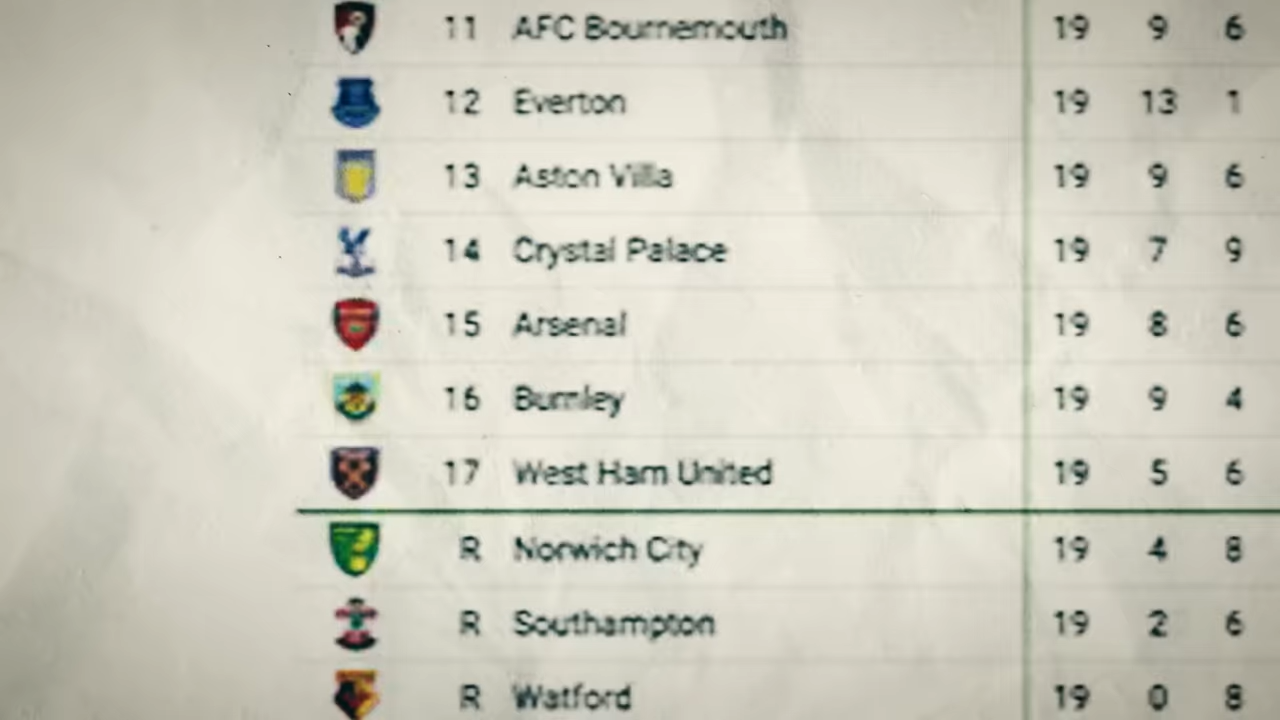 11 AFC Bournemouth 19 9 6
12 Everton 19 13 1
13 Aston Villa 19 9 6
14 Crystal Palace 19 7 9
15 Arsenal 19 8 6
16 Burnley 19 9 4
17 West Ham United 19 5 6
R Norwich City 19 4 8
R Southampton 19 2 6
R Watford 19 0 8